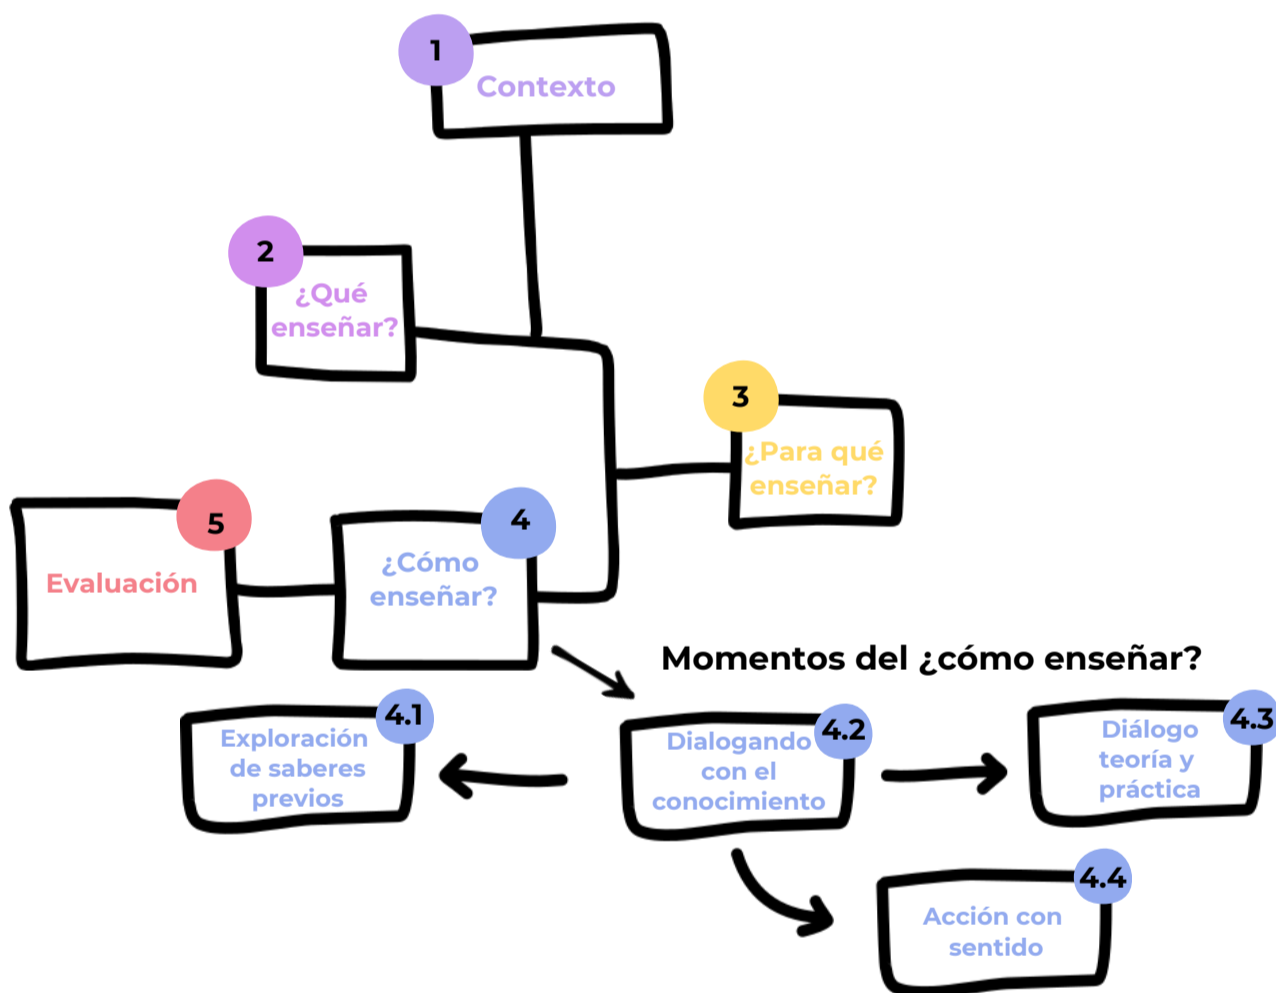 1
Contexto
2
¿Qué
enseñar?
3
¿Para qué
enseñar?
4
¿Cómo
enseñar?
5
Evaluación
Momentos del ¿cómo enseñar?
4.1
Exploración
de saberes
previos
4.2
Dialogando
con el
conocimiento
4.3
Diálogo
teoría y
práctica
4.4
Acción con
sentido